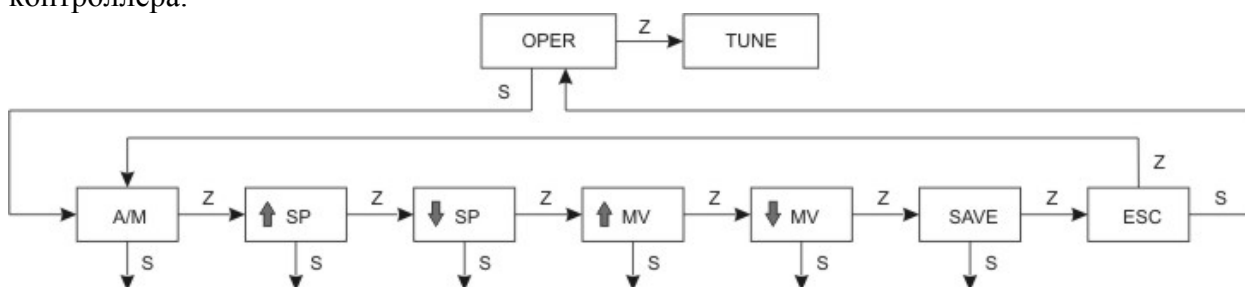 контроллера.
OPER Z TUNE
S
Z
A/M Z SP Z SP Z MV Z MV Z SAVE Z ESC S
S S S S S S